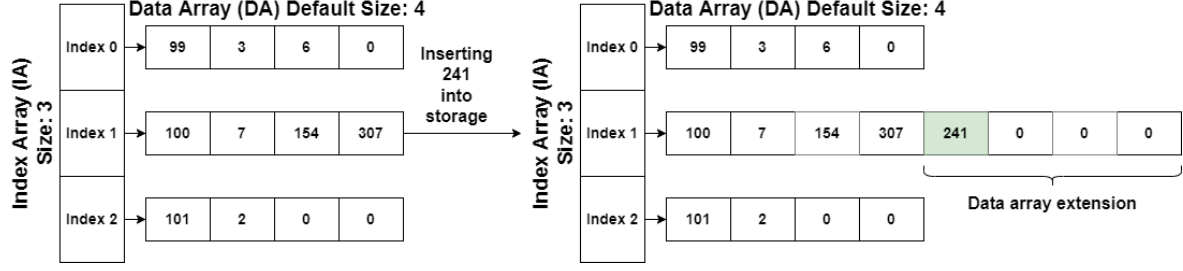 Data Array (DA) Default Size: 4
Index Array (IA)
Size: 3
Index 0
99 3 6 0
Index 1
100 7 154 307
Index 2
101 2 0 0
Inserting
241
into
storage
Data Array (DA) Default Size: 4
Index Array (IA)
Size: 3
Index 0
99 3 6 0
Index 1
100 7 154 307 241 0 0 0
Data array extension
Index 2
101 2 0 0